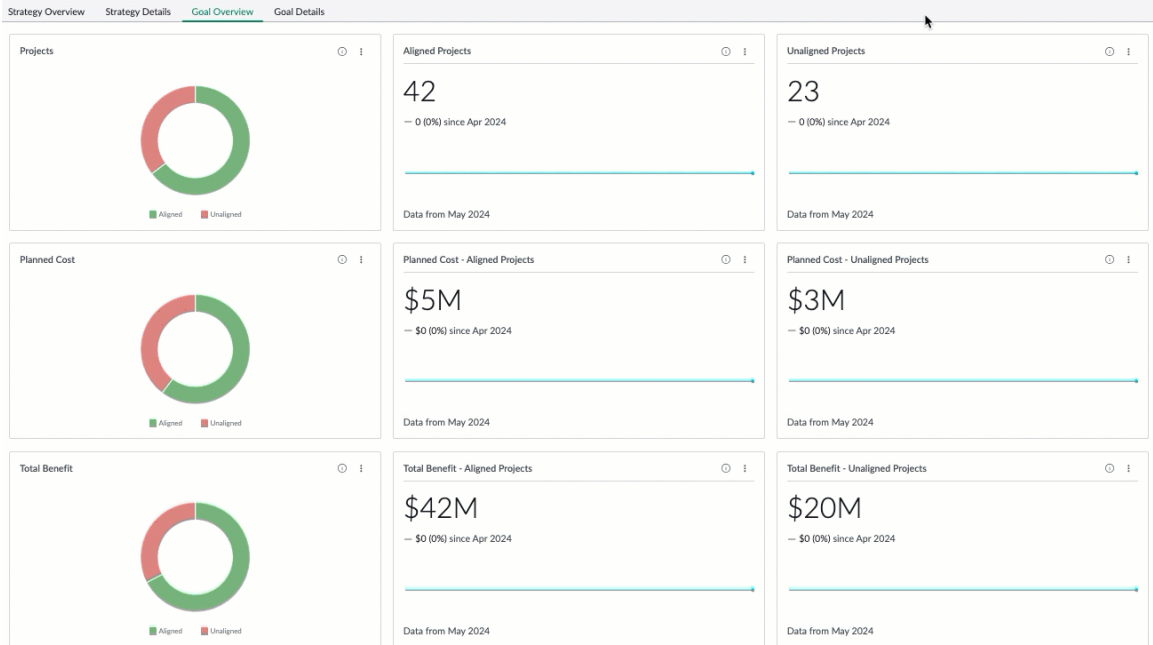 Strategy Overview Strategy Details Goal Overview Goal Details
Projects
Aligned Unaligned
Aligned Projects
42
— 0 (0%) since Apr 2024
Data from May 2024
Unaligned Projects
23
— 0 (0%) since Apr 2024
Data from May 2024
Planned Cost
Aligned Unaligned
Planned Cost - Aligned Projects
$5M
— $0 (0%) since Apr 2024
Data from May 2024
Planned Cost - Unaligned Projects
$3M
— $0 (0%) since Apr 2024
Data from May 2024
Total Benefit
Aligned Unaligned
Total Benefit - Aligned Projects
$42M
— $0 (0%) since Apr 2024
Data from May 2024
Total Benefit - Unaligned Projects
$20M
— $0 (0%) since Apr 2024
Data from May 2024